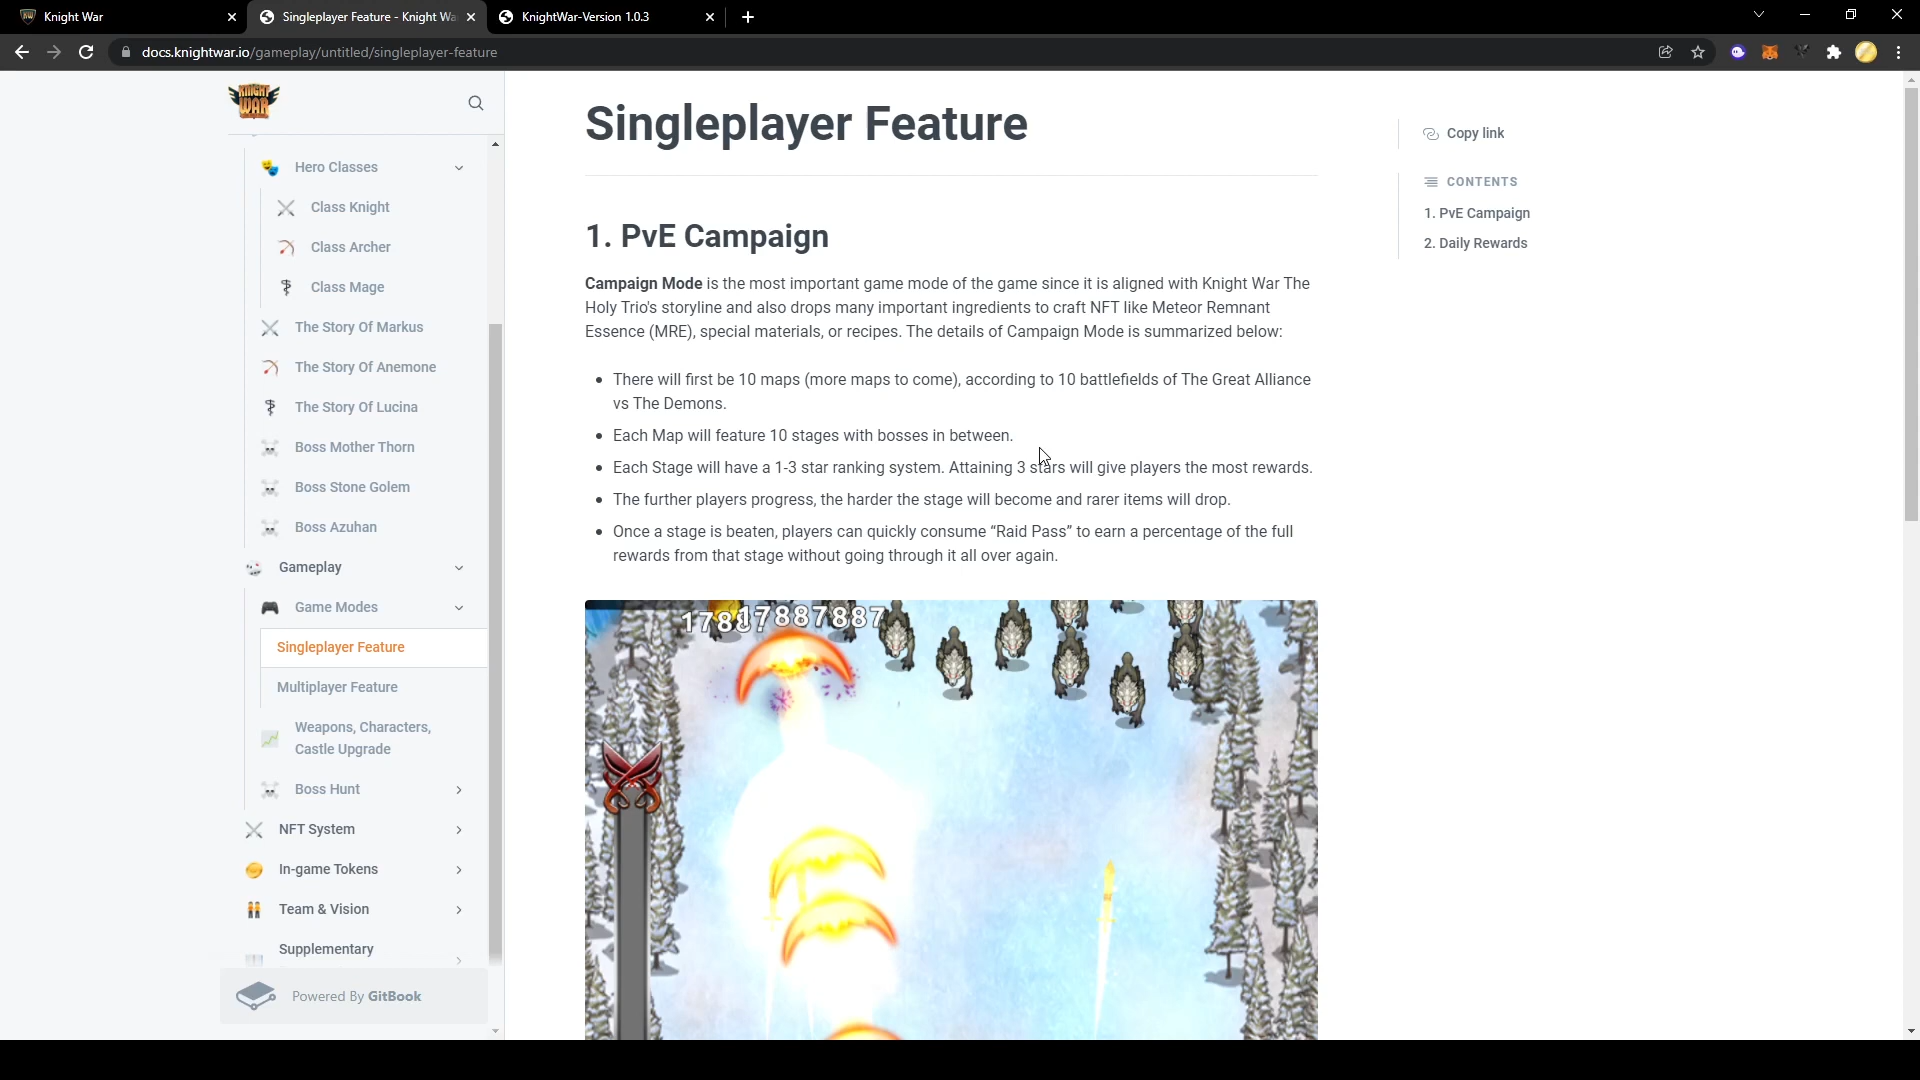 Knight War
Singleplayer Feature - Knight Wa
KnightWar-Version 1.0.3
docs.knightwar.io/gameplay/untitled/singleplayer-feature
KNIGHT
WAR
Hero Classes
Class Knight
Class Archer
Class Mage
The Story Of Markus
The Story Of Anemone
The Story Of Lucina
Boss Mother Thorn
Boss Stone Golem
Boss Azuhan
Gameplay
Game Modes
Singleplayer Feature
Multiplayer Feature
Weapons, Characters,
Castle Upgrade
Boss Hunt
NFT System
In-game Tokens
Team & Vision
Supplementary
Powered By GitBook
Singleplayer Feature
1. PvE Campaign
Campaign Mode is the most important game mode of the game since it is aligned with Knight War The
Holy Trio's storyline and also drops many important ingredients to craft NFT like Meteor Remnant
Essence (MRE), special materials, or recipes. The details of Campaign Mode is summarized below:
• There will first be 10 maps (more maps to come), according to 10 battlefields of The Great Alliance
vs The Demons.
• Each Map will feature 10 stages with bosses in between.
• Each Stage will have a 1-3 star ranking system. Attaining 3 stars will give players the most rewards.
• The further players progress, the harder the stage will become and rarer items will drop.
• Once a stage is beaten, players can quickly consume “Raid Pass” to earn a percentage of the full
rewards from that stage without going through it all over again.
Copy link
CONTENTS
1. PvE Campaign
2. Daily Rewards